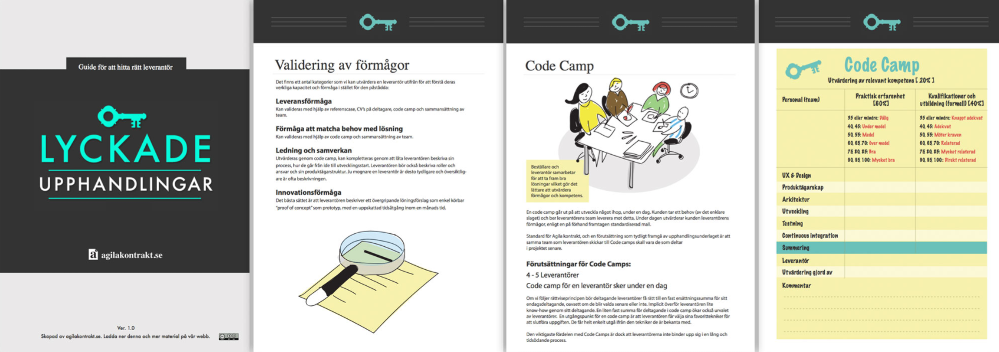 Guide för att hitta rätt leverantör
LYCKADE
UPPHANDLINGAR
agilakontrakt.se
Ver. 1.0
Skapad av agilakontrakt.se. Ladda ner denna och mer material på vår webb.
Validering av förmågor
Det finns ett antal kategorier som vi kan utvärdera en leverantör utifrån för att förstå deras
verkliga kapacitet och förmåga i stället för den påstådda:
Leveransförmåga
Kan valideras med hjälp av referenscase, CV's på deltagare, code camp och sammansättning av
team.
Förmåga att matcha behov med lösning
Kan valideras med hjälp av code camp och sammansättning av team.
Ledning och samverkan
Utvärderas genom code camp, kan kompletteras genom att låta leverantören beskriva sin
process, hur de går från ide till utvecklingsstart. Leverantören bör också beskriva roller och
ansvar och sin produktägarstruktur. Ju mognare en leverantör är desto tydligare och översiktlig-
are är ofta beskrivningen.
Innovationsförmåga
Det bästa sättet är att leverantören beskriver ett övergripande löningsförslag som enkel körbar
"proof of concept" som prototyp, med en uppskattad tidsåtgång inom en månads tid.
Code Camp
Beställare och
leverantör samarbetar
för att ta fram bra
lösningar vilket gör det
lättare att utvärdera
förmågor och kompetens.
En code camp går ut på att utveckla något ihop, under en dag. Kunden tar ett behov (av det enklare
slaget) och ber leverantörens team leverera mot detta. Under dagen utvärderar kunden leverantörens
förmågor, enligt en på förhand framtagen standardiserad mall.
Standard för Agila kontrakt, och en förutsättning som tydligt framgå av upphandlingsunderlaget är att
samma team som leverantören skickar till Code camps skall vara de som deltar
i projektet senare.
Förutsättningar för Code Camps:
4 - 5 Leverantörer
Code camp för en leverantör sker under en dag
Om vi följer rättviseprincipen bör deltagande leverantörer få rätt till en fast ersättningssumma för sitt
endagsdeltagande, oavsett om de blir valda senare eller inte. Implicit överför leverantören lite
know-how genom sitt deltagande. En liten fast summa för deltagande i code camp ökar också urvalet
av leverantörer. En utgångspunkt för en code camp är att leverantören får välja sina favorittekniker för
att slutföra uppgiften. De får helt enkelt utgå ifrån den tekniker de är bekanta med.
Den viktigaste fördelen med Code Camps är dock att leverantörerna inte binder upp sig i en lång och
tidsödande process.
Code Camp
Utvärdering av relevant kompetens [ 20% ]
Personal (team)
Praktisk erfarenhet
[60%]
Kvalifikationer och
utbildning (formell) [40%]
35 eller mindre: Dålig
40, 45: Under medel
50, 55: Medel
60, 65, 70: över medel
75, 80, 85: Bra
90, 95, 100: Mycket bra
35 eller mindre: Knappt adekvat
40, 45: Adekvat
50, 55: Möter kraven
60, 65, 70: Relaterad
75, 80, 85: Mycket relaterad
90, 95, 100: Direkt relaterad
UX & Design
Produktägarskap
Arkitektur
Utveckling
Testning
Continuous integration
Summering
Leverantör
Utvärdering gjord av
Kommentar